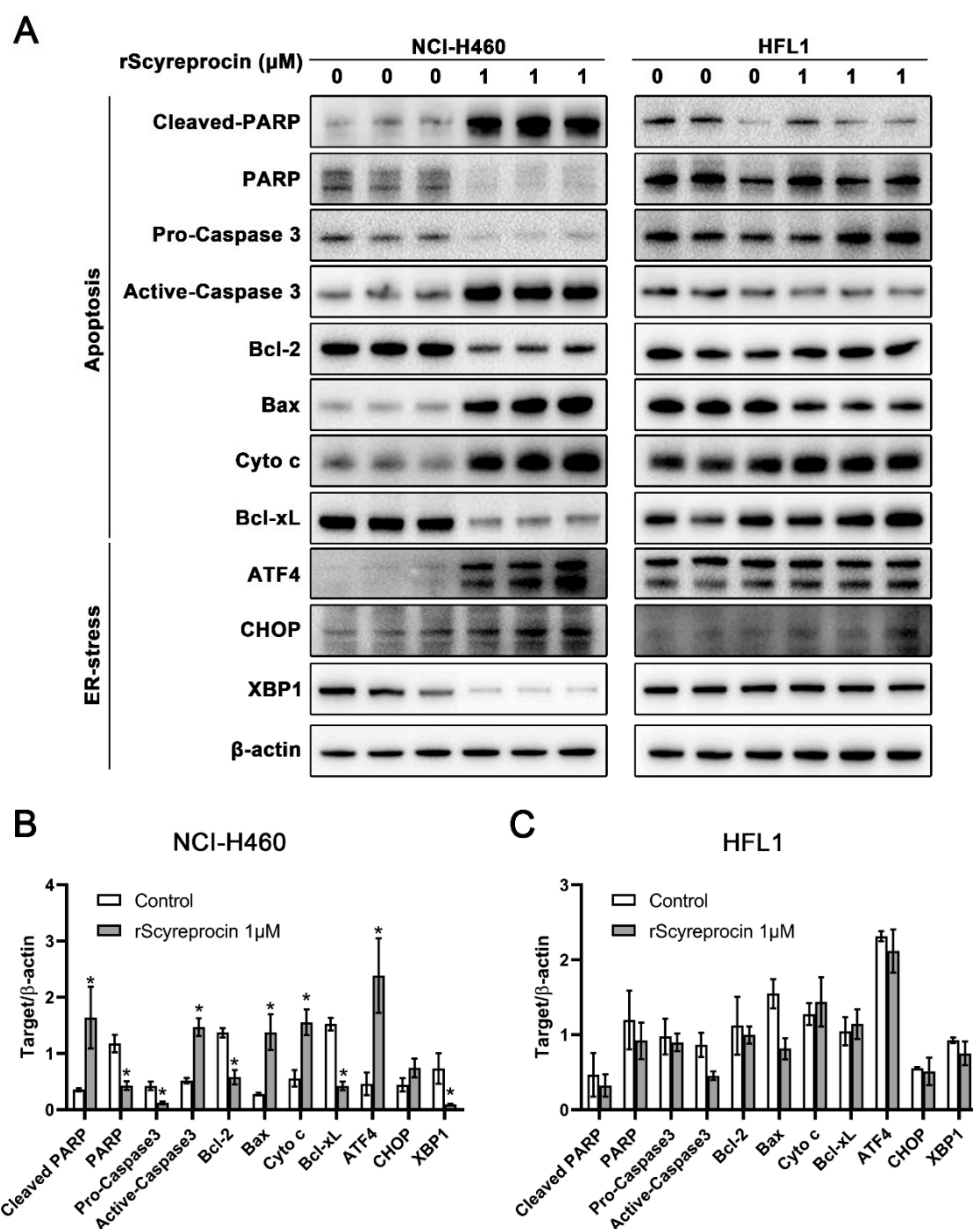 A
NCI-H460 HFL1
rScyreprocin (μM) 0 0 0 1 1 1 0 0 0 1 1 1
Apoptosis
Cleaved-PARP
PARP
Pro-Caspase 3
Active-Caspase 3
Bcl-2
Bax
Cyto c
Bcl-xL
ER-stress
ATF4
CHOP
XBP1
β-actin
B
NCI-H460
Target/β-actin
4
3
2
1
0
Control
rScyreprocin 1μM
* * * * * * * * * *
Cleaved PARP PARP Pro-Caspase3 Active-Caspase3 Bcl-2 Bax Cyto c Bcl-xL ATF4 CHOP XBP1
C
HFL1
Target/β-actin
3
2
1
0
Control
rScyreprocin 1μM
Cleaved PARP PARP Pro-Caspase3 Active-Caspase3 Bcl-2 Bax Cyto c Bcl-xL ATF4 CHOP XBP1